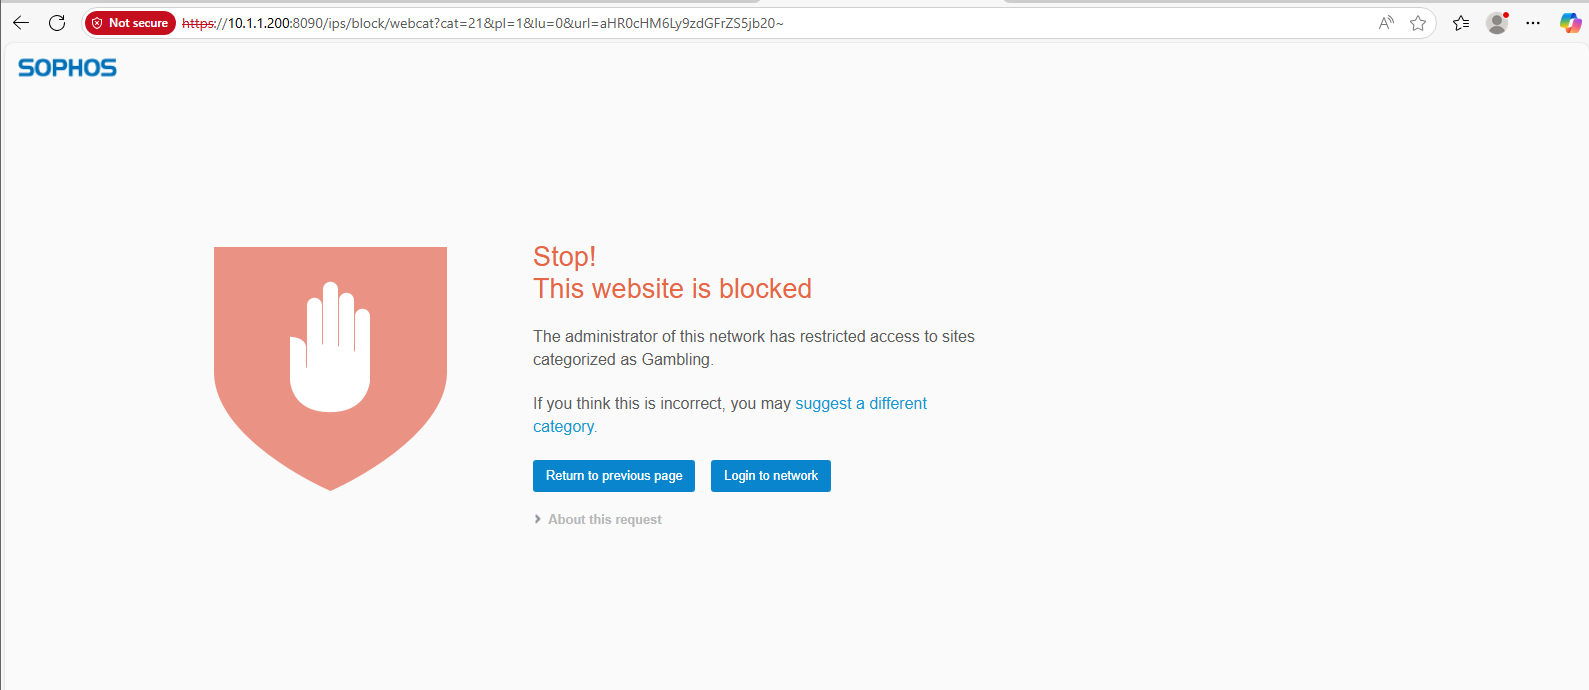 Not secure https://10.1.1.200:8090/ips/block/webcat?cat=21&pl=1&lu=0&url=aHR0cHM6Ly9zdGFrZS5jb20~
SOPHOS
Stop!
This website is blocked
The administrator of this network has restricted access to sites
categorized as Gambling.
If you think this is incorrect, you may suggest a different
category.
Return to previous page Login to network
About this request